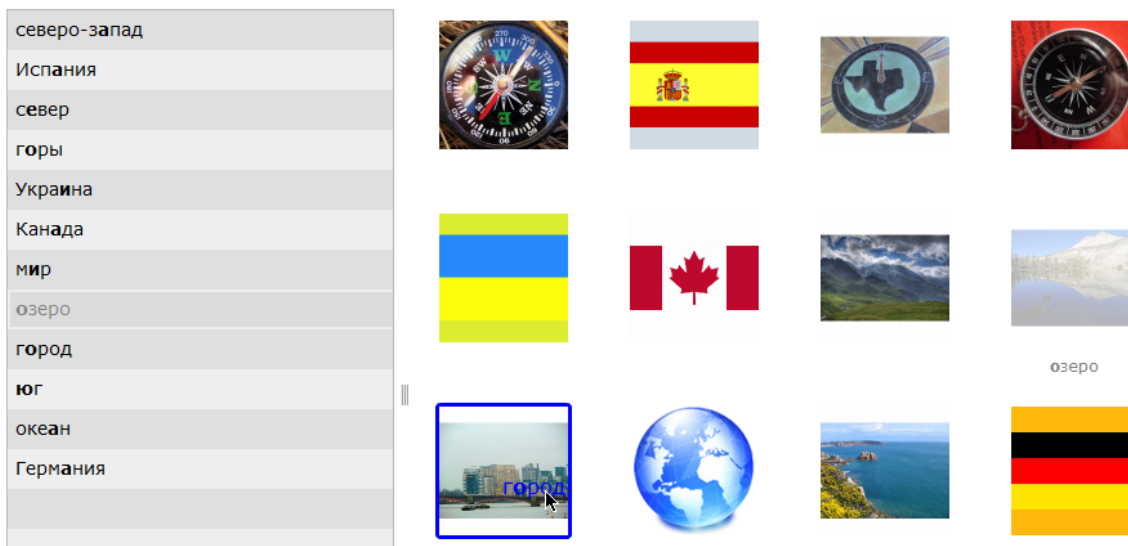 северо-запад
Испания
север
горы
Украина
Канада
мир
озеро
город
юг
океан
Германия
озеро
город